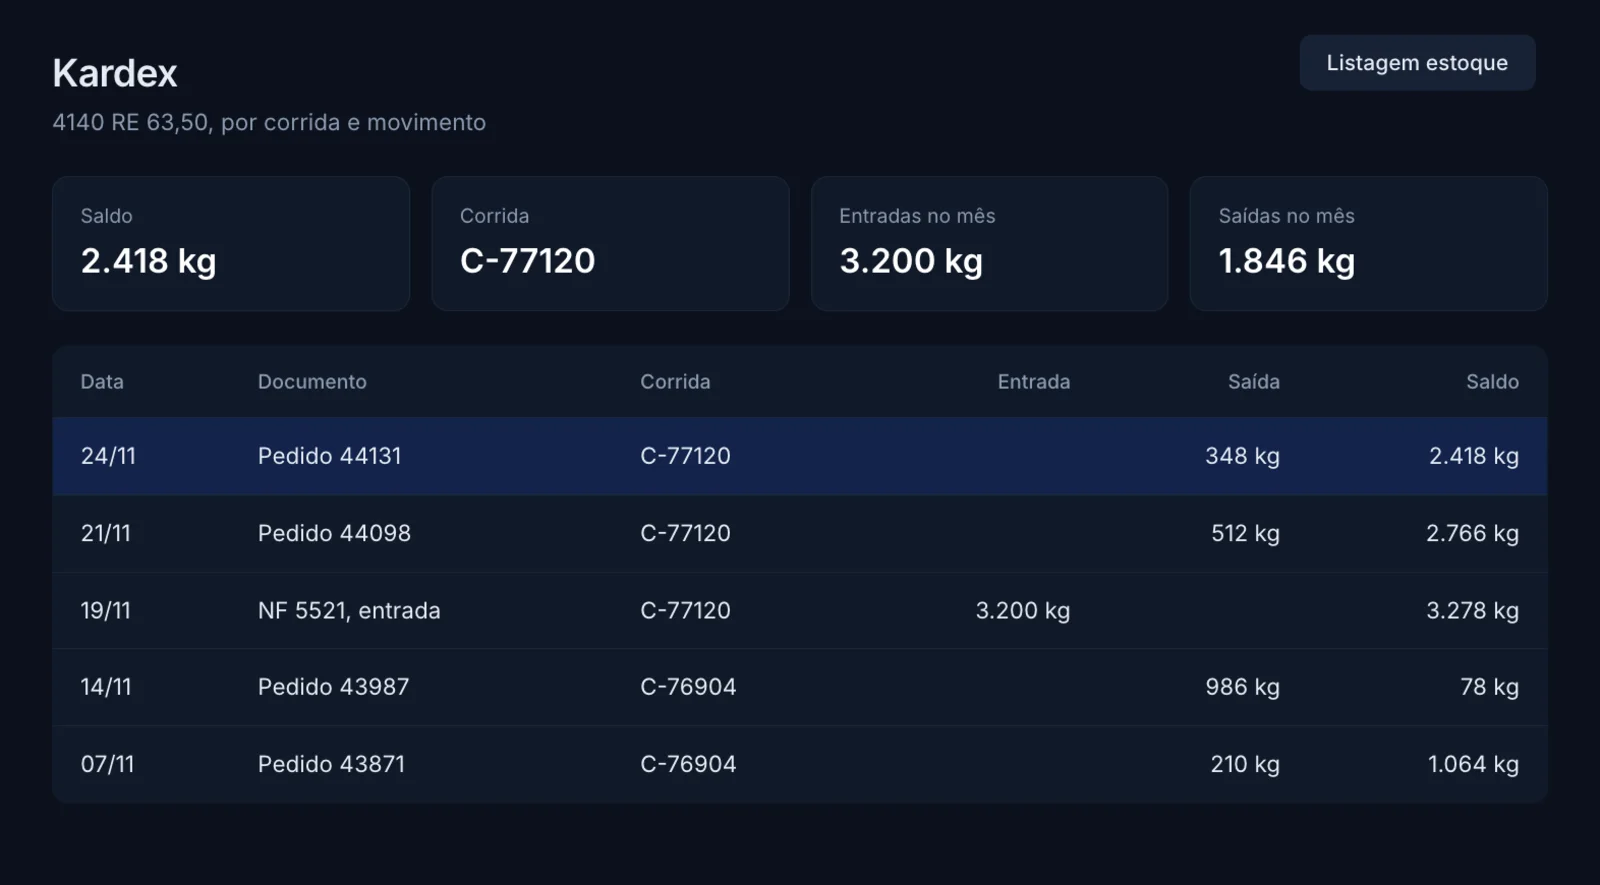 Kardex
Listagem estoque
4140 RE 63,50, por corrida e movimento
Saldo
2.418 kg
Corrida
C-77120
Entradas no mês
3.200 kg
Saídas no mês
1.846 kg
Data Documento Corrida Entrada Saída Saldo
24/11 Pedido 44131 C-77120 348 kg 2.418 kg
21/11 Pedido 44098 C-77120 512 kg 2.766 kg
19/11 NF 5521, entrada C-77120 3.200 kg 3.278 kg
14/11 Pedido 43987 C-76904 986 kg 78 kg
07/11 Pedido 43871 C-76904 210 kg 1.064 kg